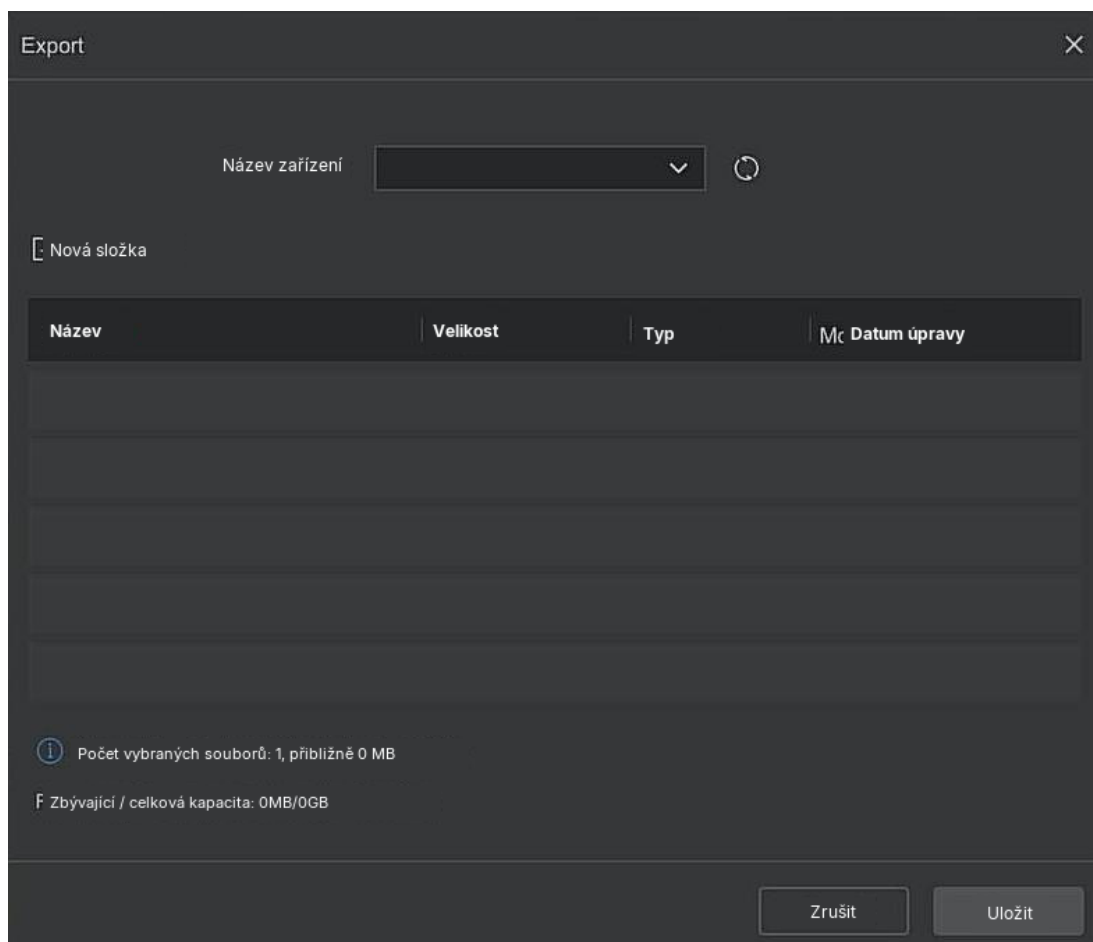 Export
Název zařízení
Nová složka
Název Velikost Typ Mc Datum úpravy
Počet vybraných souborů: 1, přibližně 0 MB
F Zbývající / celková kapacita: 0MB/0GB
Zrušit Uložit